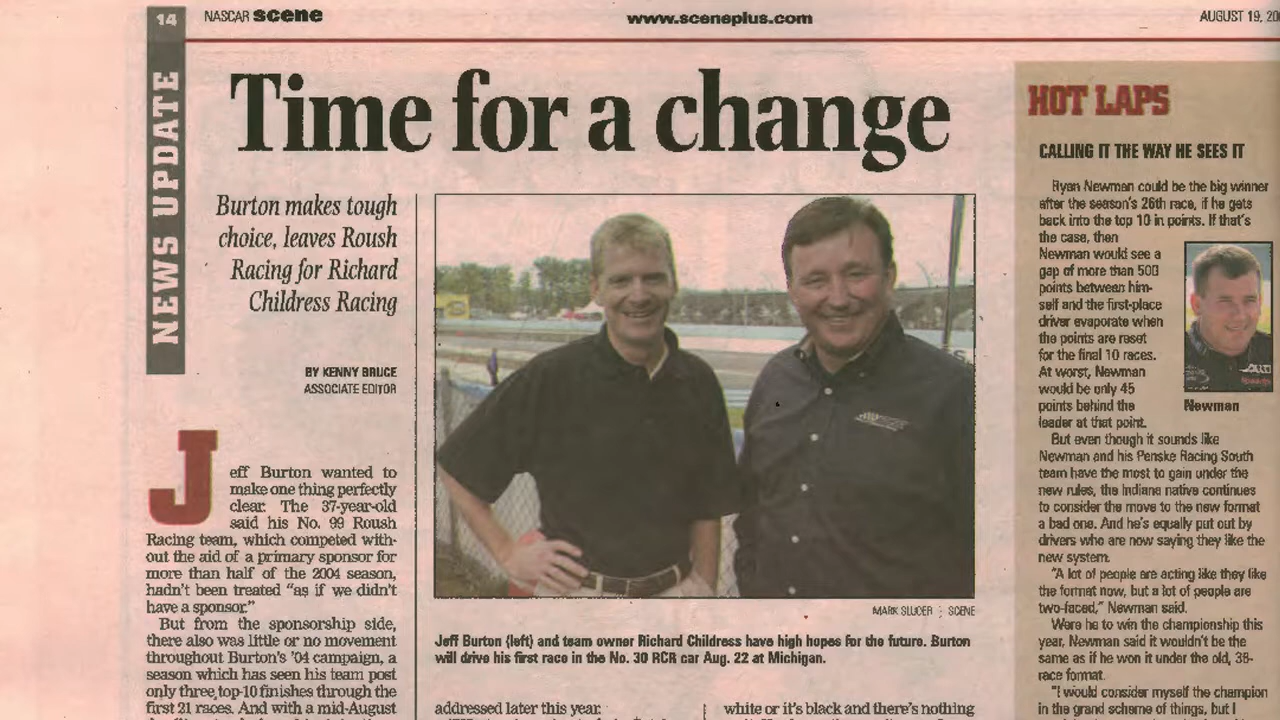 14
NASCAR scene
www.sceneplus.com
AUGUST 19, 20
NEWS UPDATE
Time for a change
Burton makes tough
choice, leaves Roush
Racing for Richard
Childress Racing
BY KENNY BRUCE
ASSOCIATE EDITOR
Jeff Burton wanted to
make one thing perfectly
clear. The 37-year-old
said his No. 99 Roush
Racing team, which competed with-
out the aid of a primary sponsor for
more than half of the 2004 season,
hadn't been treated "as if we didn't
have a sponsor."
But from the sponsorship side,
there also was little or no movement
throughout Burton's '04 campaign, a
season which has seen his team post
only three top-10 finishes through the
first 21 races. And with a mid-August
MARK SLUDER | SCENE
Jeff Burton (left) and team owner Richard Childress have high hopes for the future. Burton
will drive his first race in the No. 30 RCR car Aug. 22 at Michigan.
addressed later this year.
white or it's black and there's nothing
HOT LAPS
CALLING IT THE WAY HE SEES IT
Ryan Newman could be the big winner
after the season's 26th race, if he gets
back into the top 10 in points. If that's
the case, then
Newman would see a
gap of more than 500
points between him-
self and the first-place
driver evaporate when
the points are reset
for the final 10 races.
At worst, Newman
would be only 45
points behind the
leader at that point.
Newman
But even though it sounds like
Newman and his Penske Racing South
team have the most to gain under the
new rules, the Indiana native continues
to consider the move to the new format
a bad one. And he's equally put out by
drivers who are now saying they like the
new system.
"A lot of people are acting like they like
the format now, but a lot of people are
two-faced," Newman said.
Were he to win the championship this
year, Newman said it wouldn't be the
same as if he won it under the old, 36-
race format.
"I would consider myself the champion
in the grand scheme of things, but I